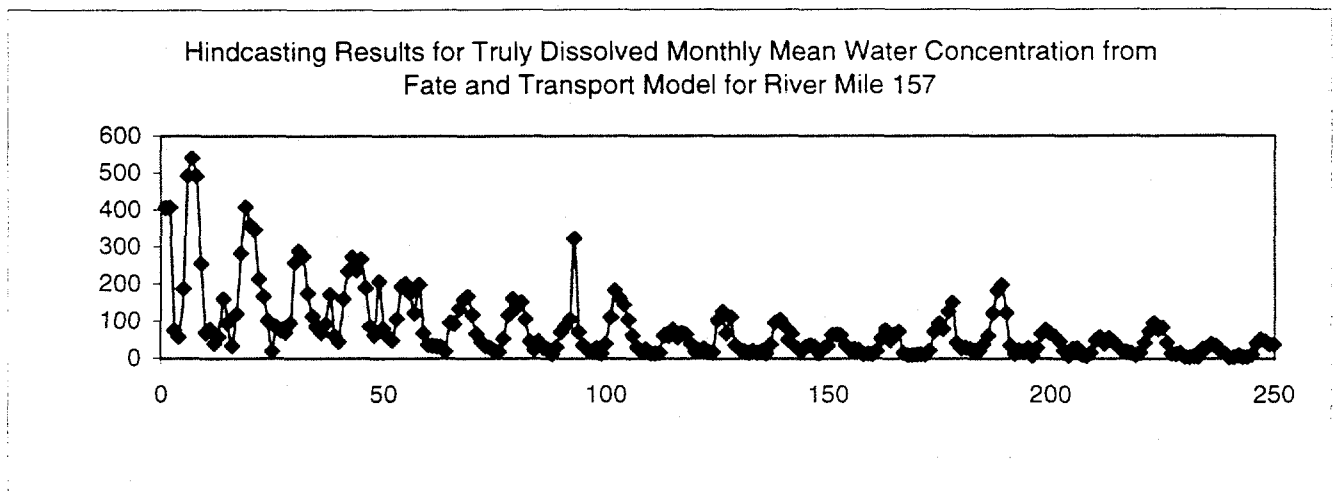 Hindcasting Results for Truly Dissolved Monthly Mean Water Concentration from
Fate and Transport Model for River Mile 157
600
500
400
300
200
100
0
0 50 100 150 200 250